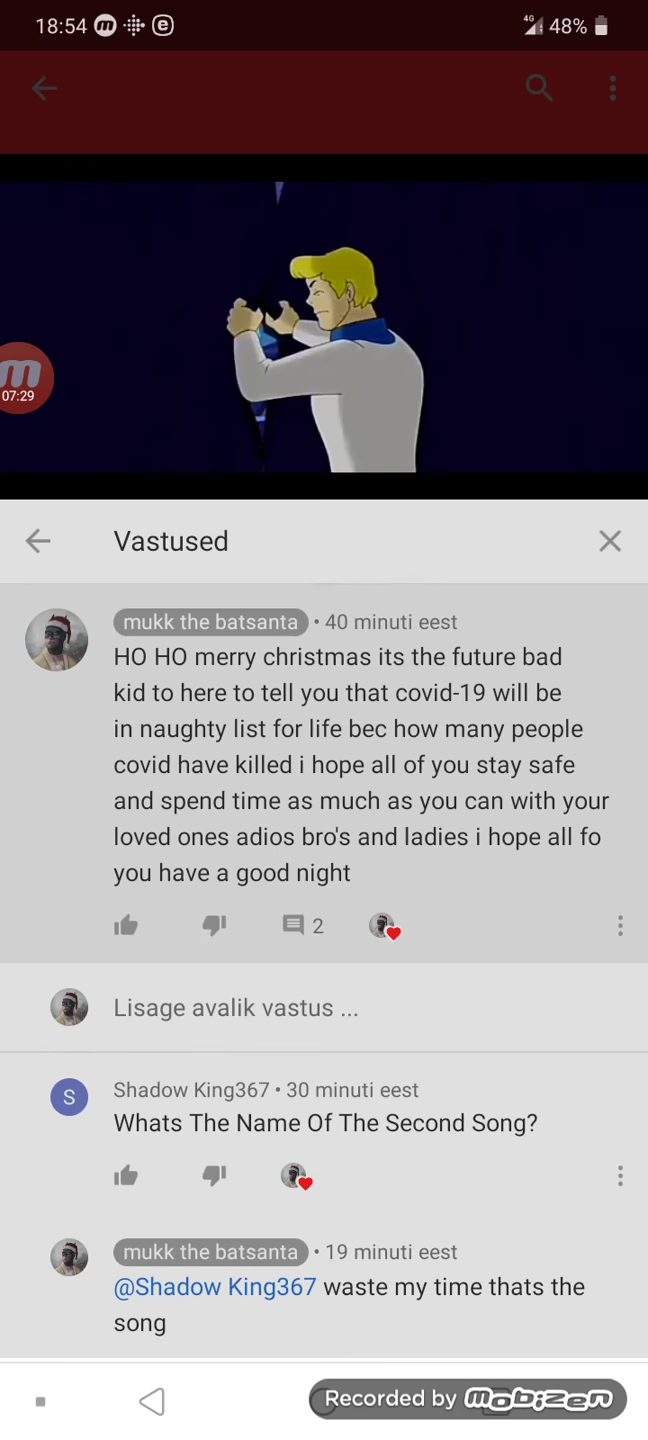 18:54 m e 4G 48%
m
07:29
Vastused
mukk the batsanta • 40 minuti eest
HO HO merry christmas its the future bad
kid to here to tell you that covid-19 will be
in naughty list for life bec how many people
covid have killed i hope all of you stay safe
and spend time as much as you can with your
loved ones adios bro's and ladies i hope all fo
you have a good night
2
Lisage avalik vastus ...
S
Shadow King367 • 30 minuti eest
Whats The Name Of The Second Song?
mukk the batsanta • 19 minuti eest
@Shadow King367 waste my time thats the
song
Recorded by mobizen